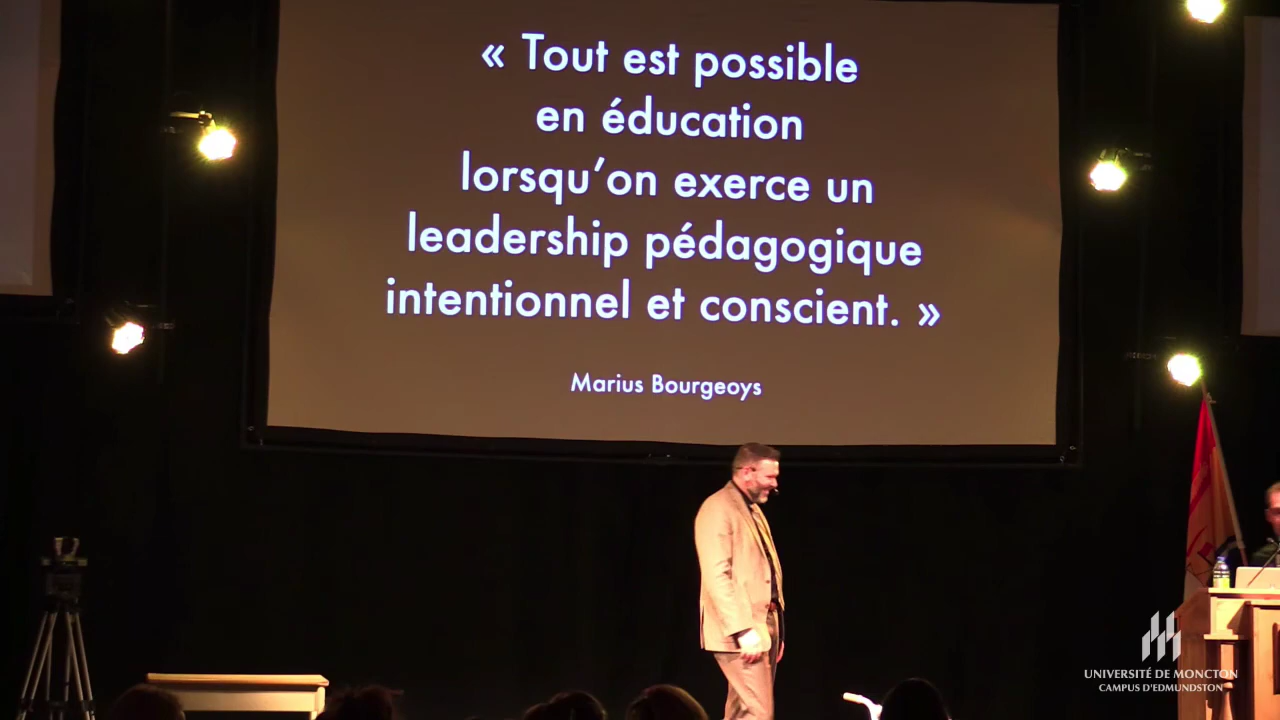 « Tout est possible
en éducation
lorsqu’on exerce un
leadership pédagogique
intentionnel et conscient. »
Marius Bourgeoys
UNIVERSITÉ DE MONCTON
CAMPUS D'EDMUNDSTON